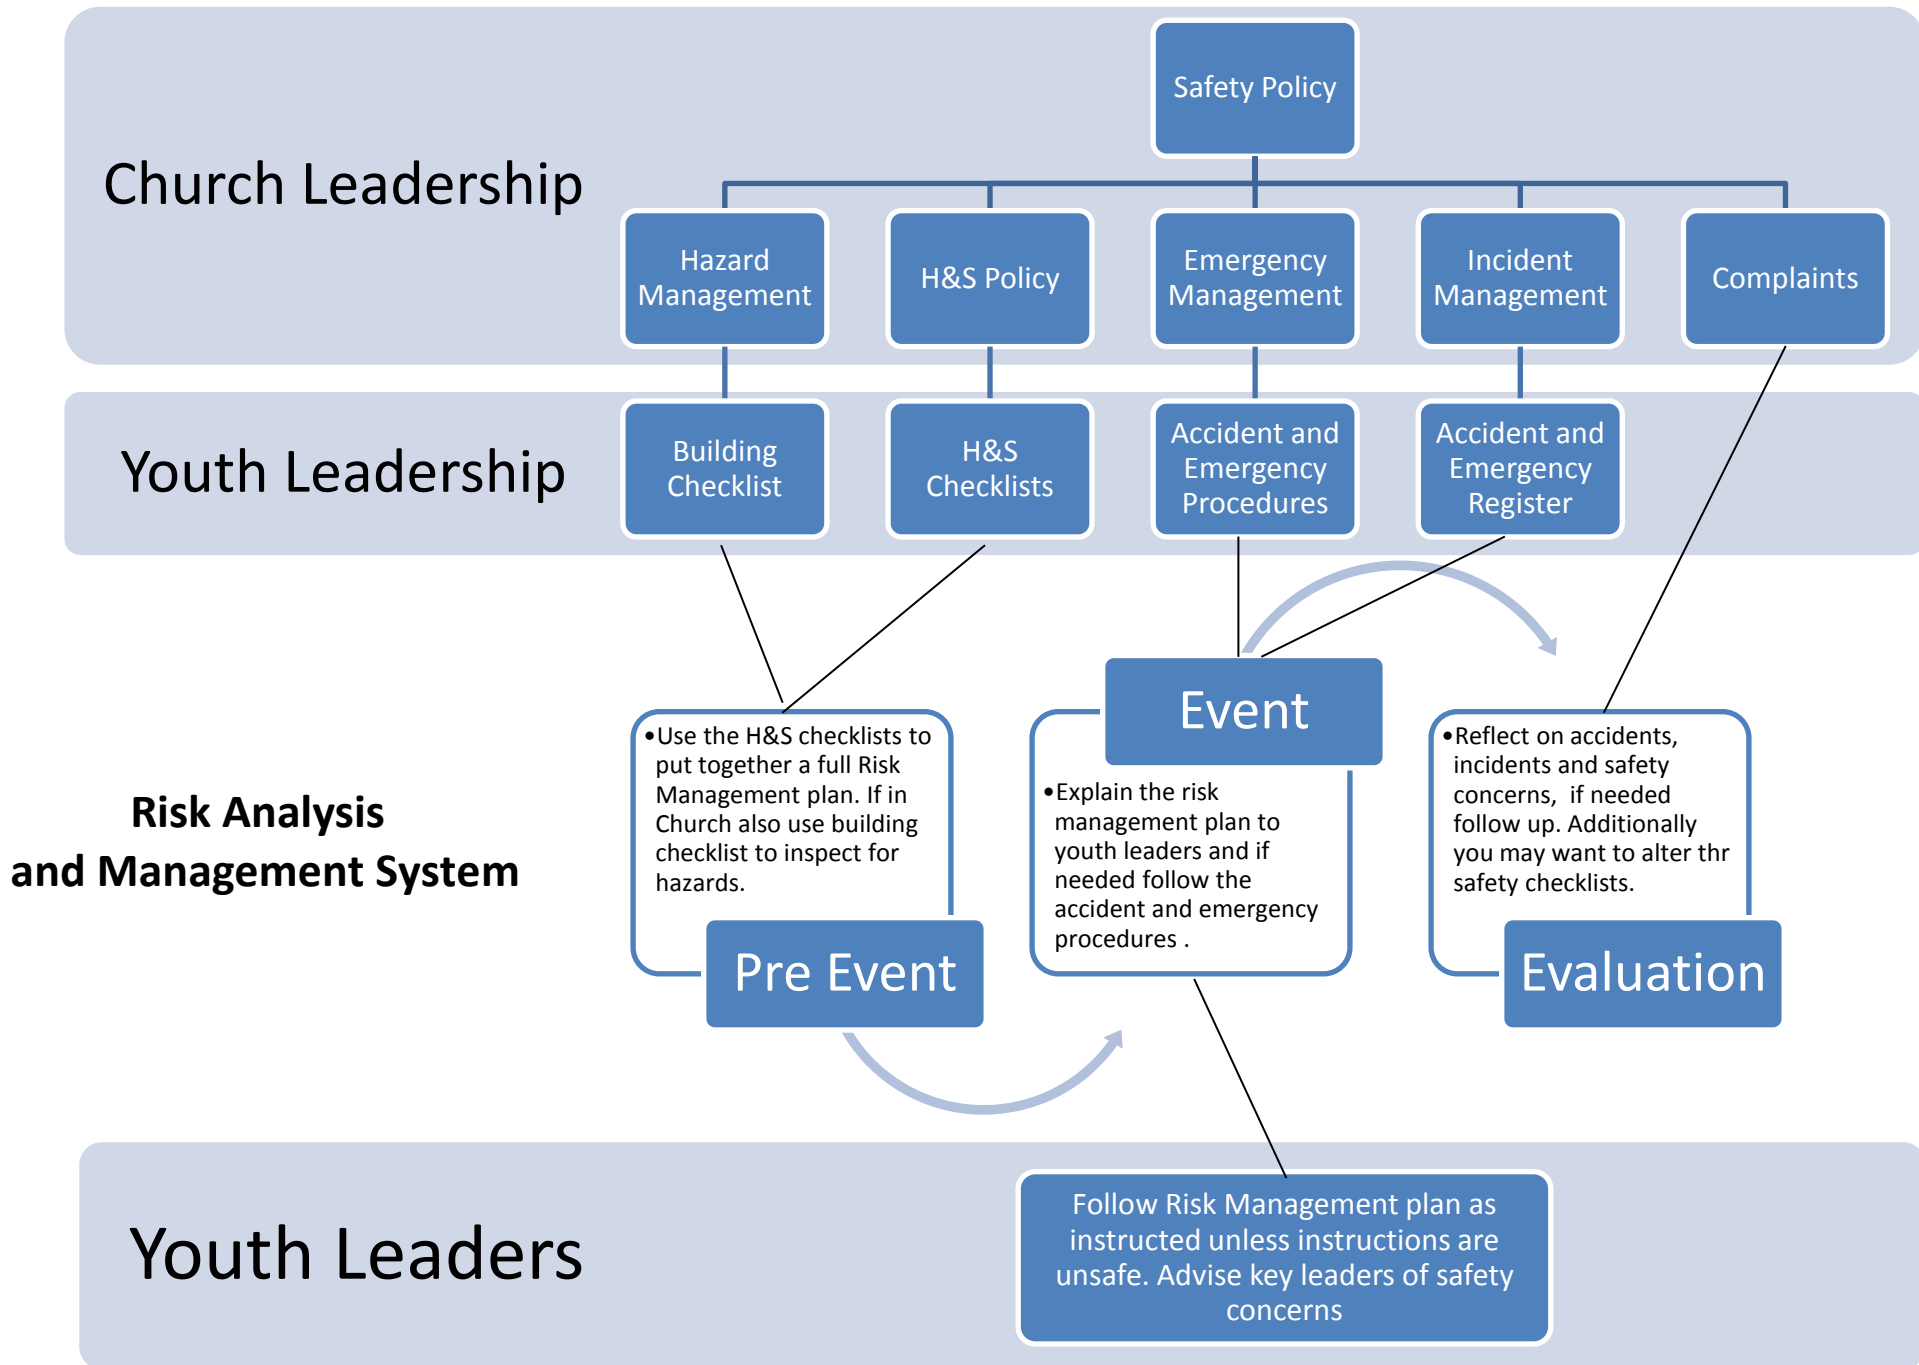 Safety Policy
Church Leadership
Hazard
Management
H&S Policy
Emergency
Management
Incident
Management
Complaints
Youth Leadership
Building
Checklist
H&S
Checklists
Accident and
Emergency
Procedures
Accident and
Emergency
Register
Risk Analysis
and Management System
•Use the H&S checklists to
put together a full Risk
Management plan. If in
Church also use building
checklist to inspect for
hazards.
Pre Event
Event
•Explain the risk
management plan to
youth leaders and if
needed follow the
accident and emergency
procedures .
•Reflect on accidents,
incidents and safety
concerns,  if needed
follow up. Additionally
you may want to alter thr
safety checklists.
Evaluation
Youth Leaders
Follow Risk Management plan as
instructed unless instructions are
unsafe. Advise key leaders of safety
concerns